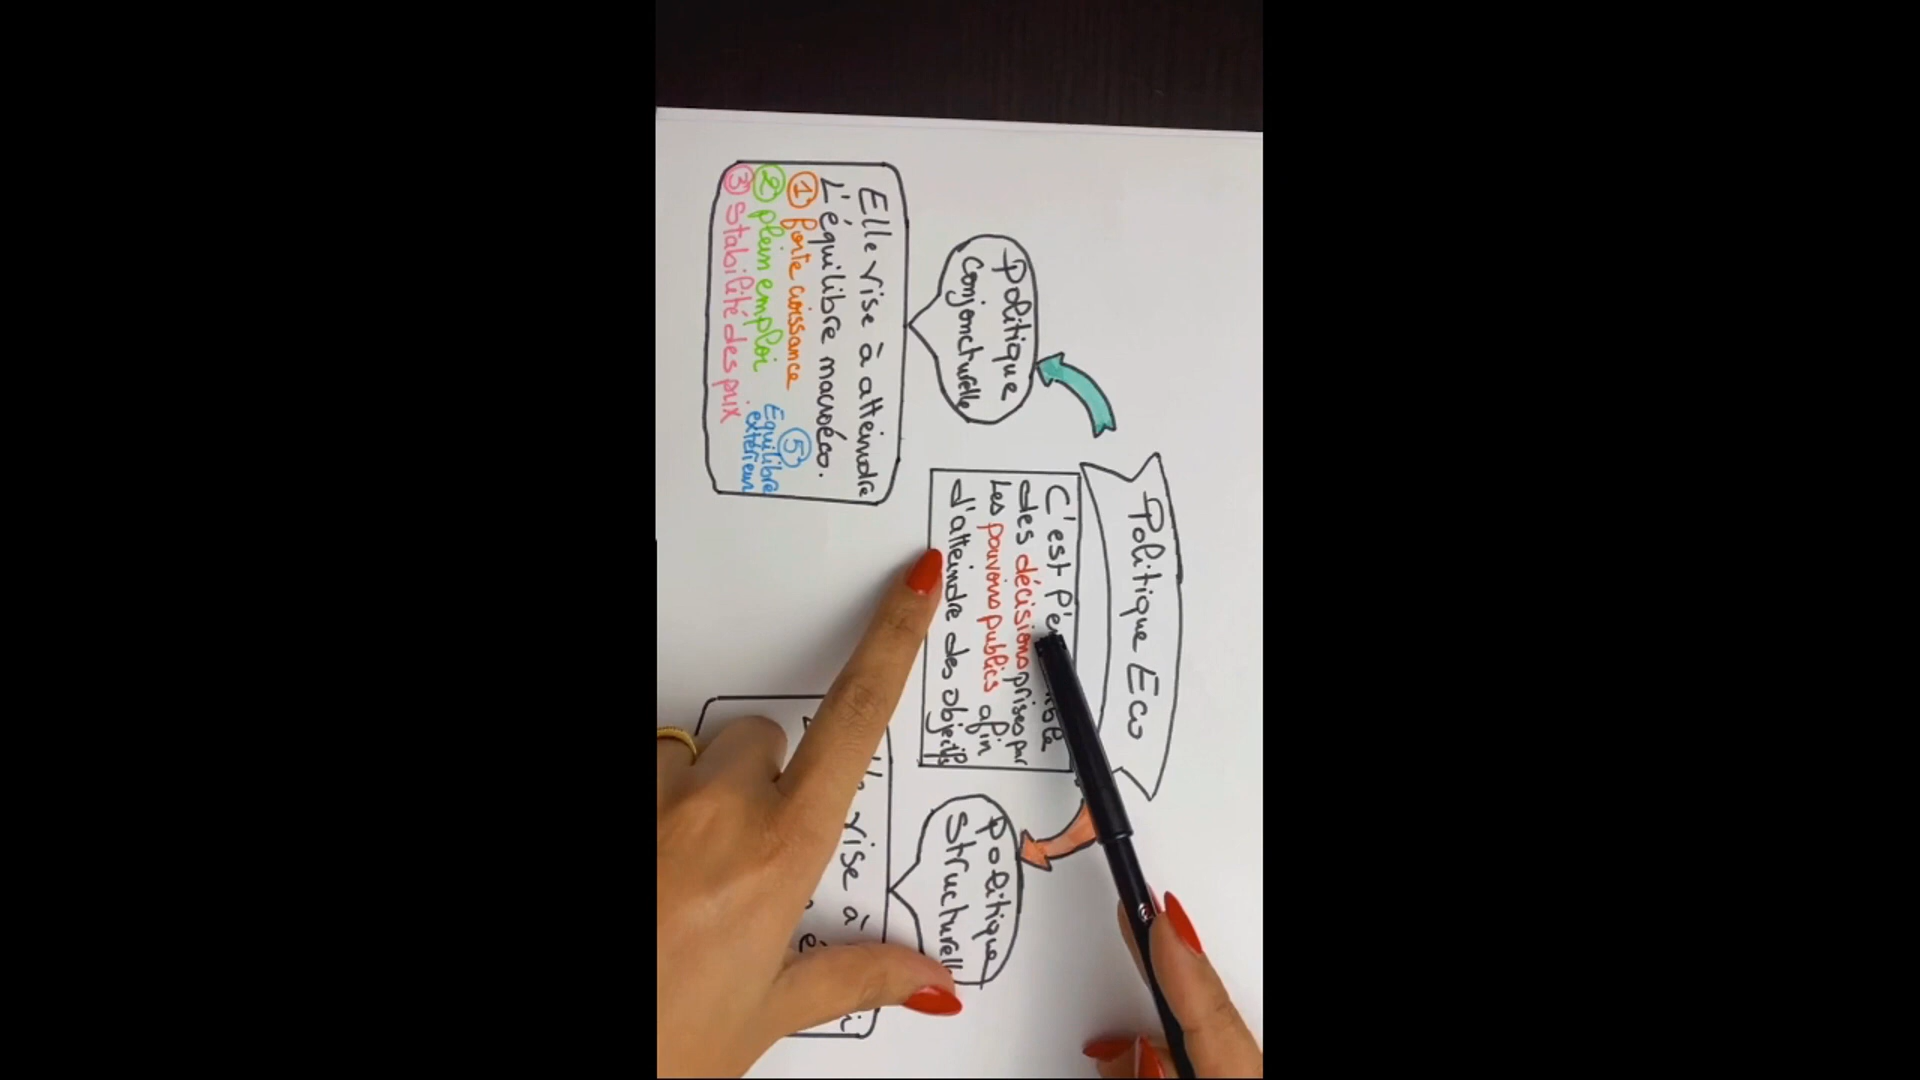 Politique Eco
C'est l'
des décisions prises par
les pouvoirs publics afin
d'atteindre des objectifs
Politique
conjoncturelle
Elle vise à atteindre
L'équilibre macroéco.
① forte croissance
② plein emploi
③ Stabilité des prix
⑤
Equilibre
extérieur
Politique
Structurelle
vise à